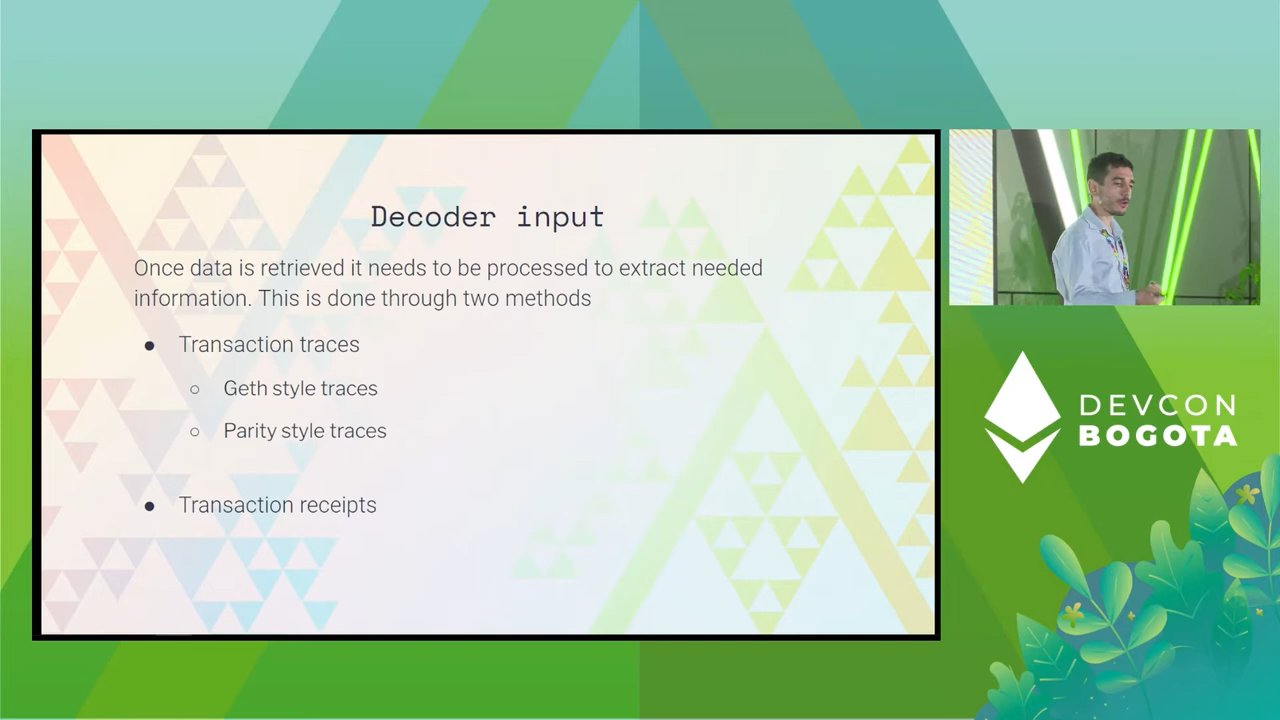 Decoder input
Once data is retrieved it needs to be processed to extract needed
information. This is done through two methods
● Transaction traces
○ Geth style traces
○ Parity style traces
● Transaction receipts
DEVCON
BOGOTA